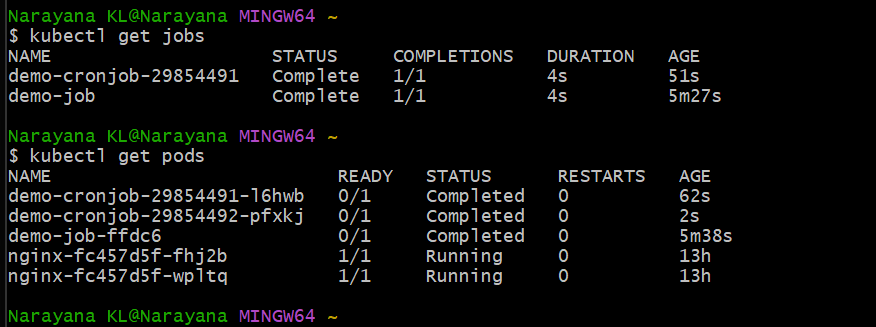 Narayana KL@Narayana MINGW64 ~
$ kubectl get jobs
NAME STATUS COMPLETIONS DURATION AGE
demo-cronjob-29854491 Complete 1/1 4s 51s
demo-job Complete 1/1 4s 5m27s
Narayana KL@Narayana MINGW64 ~
$ kubectl get pods
NAME READY STATUS RESTARTS AGE
demo-cronjob-29854491-l6hwb 0/1 Completed 0 62s
demo-cronjob-29854492-pfxkj 0/1 Completed 0 2s
demo-job-ffdc6 0/1 Completed 0 5m38s
nginx-fc457d5f-fhj2b 1/1 Running 0 13h
nginx-fc457d5f-wpltq 1/1 Running 0 13h
Narayana KL@Narayana MINGW64 ~